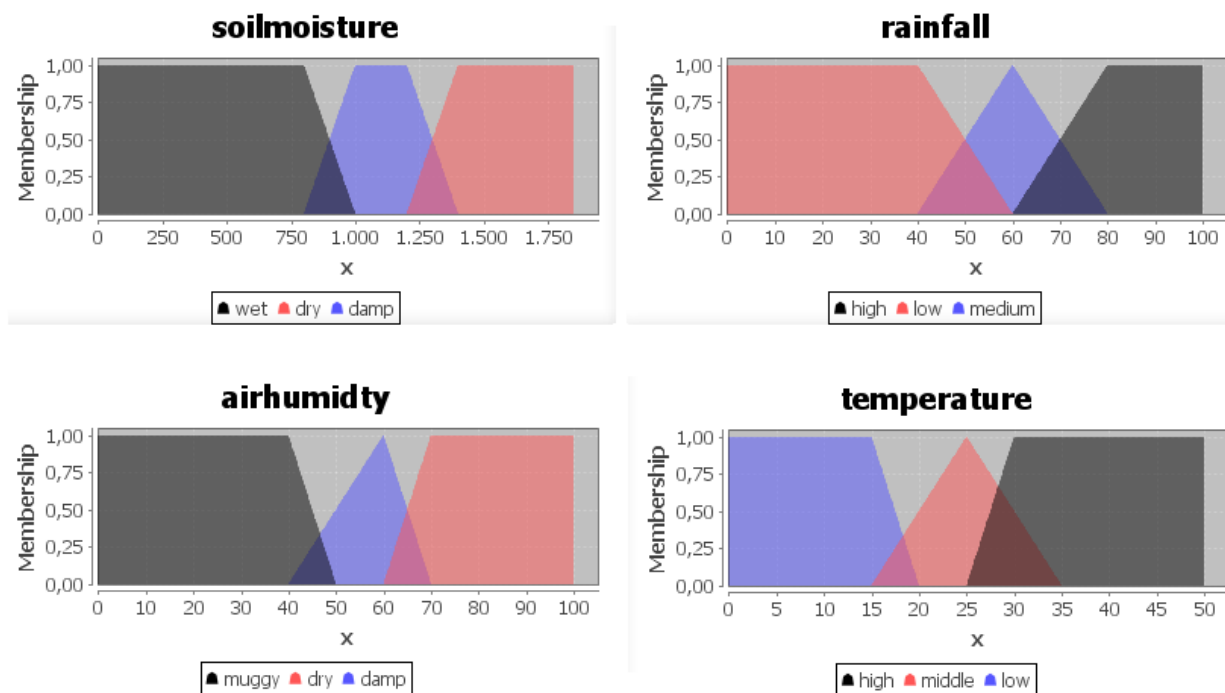 soilmoisture
Membership
1,00
0,75
0,50
0,25
0,00
0 250 500 750 1.000 1.250 1.500 1.750
x
wet dry damp
rainfall
Membership
1,00
0,75
0,50
0,25
0,00
0 10 20 30 40 50 60 70 80 90 100
x
high low medium
airhumidty
Membership
1,00
0,75
0,50
0,25
0,00
0 10 20 30 40 50 60 70 80 90 100
x
muggy dry damp
temperature
Membership
1,00
0,75
0,50
0,25
0,00
0 5 10 15 20 25 30 35 40 45 50
x
high middle low